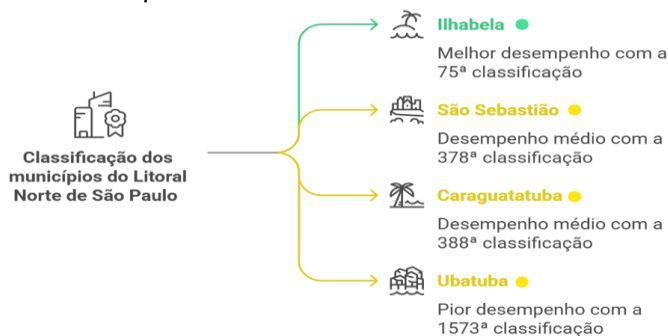 Classificação dos
municípios do Litoral
Norte de São Paulo
Ilhabela
Melhor desempenho com a
75ª classificação
São Sebastião
Desempenho médio com a
378ª classificação
Caraguatatuba
Desempenho médio com a
388ª classificação
Ubatuba
Pior desempenho com a
1573ª classificação